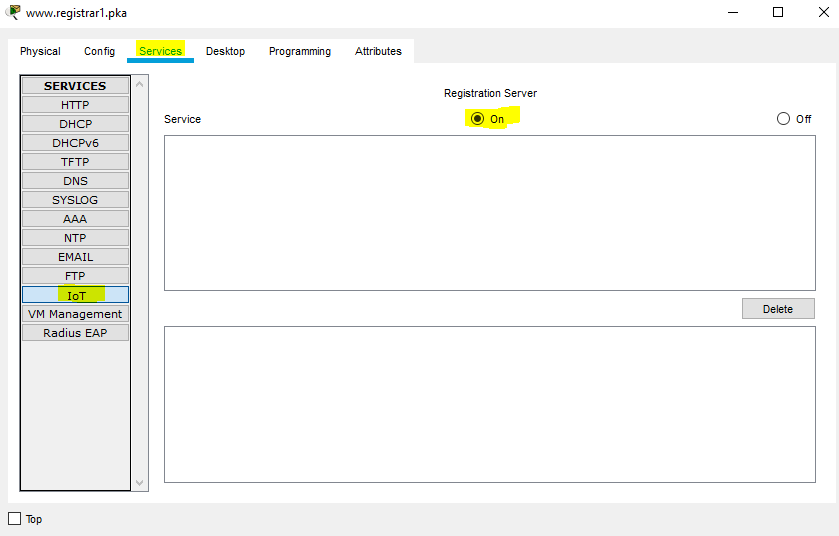 www.registrar1.pka
Physical Config Services Desktop Programming Attributes
SERVICES
HTTP
DHCP
DHCPv6
TFTP
DNS
SYSLOG
AAA
NTP
EMAIL
FTP
IoT
VM Management
Radius EAP
Registration Server
Service On Off
Delete
Top